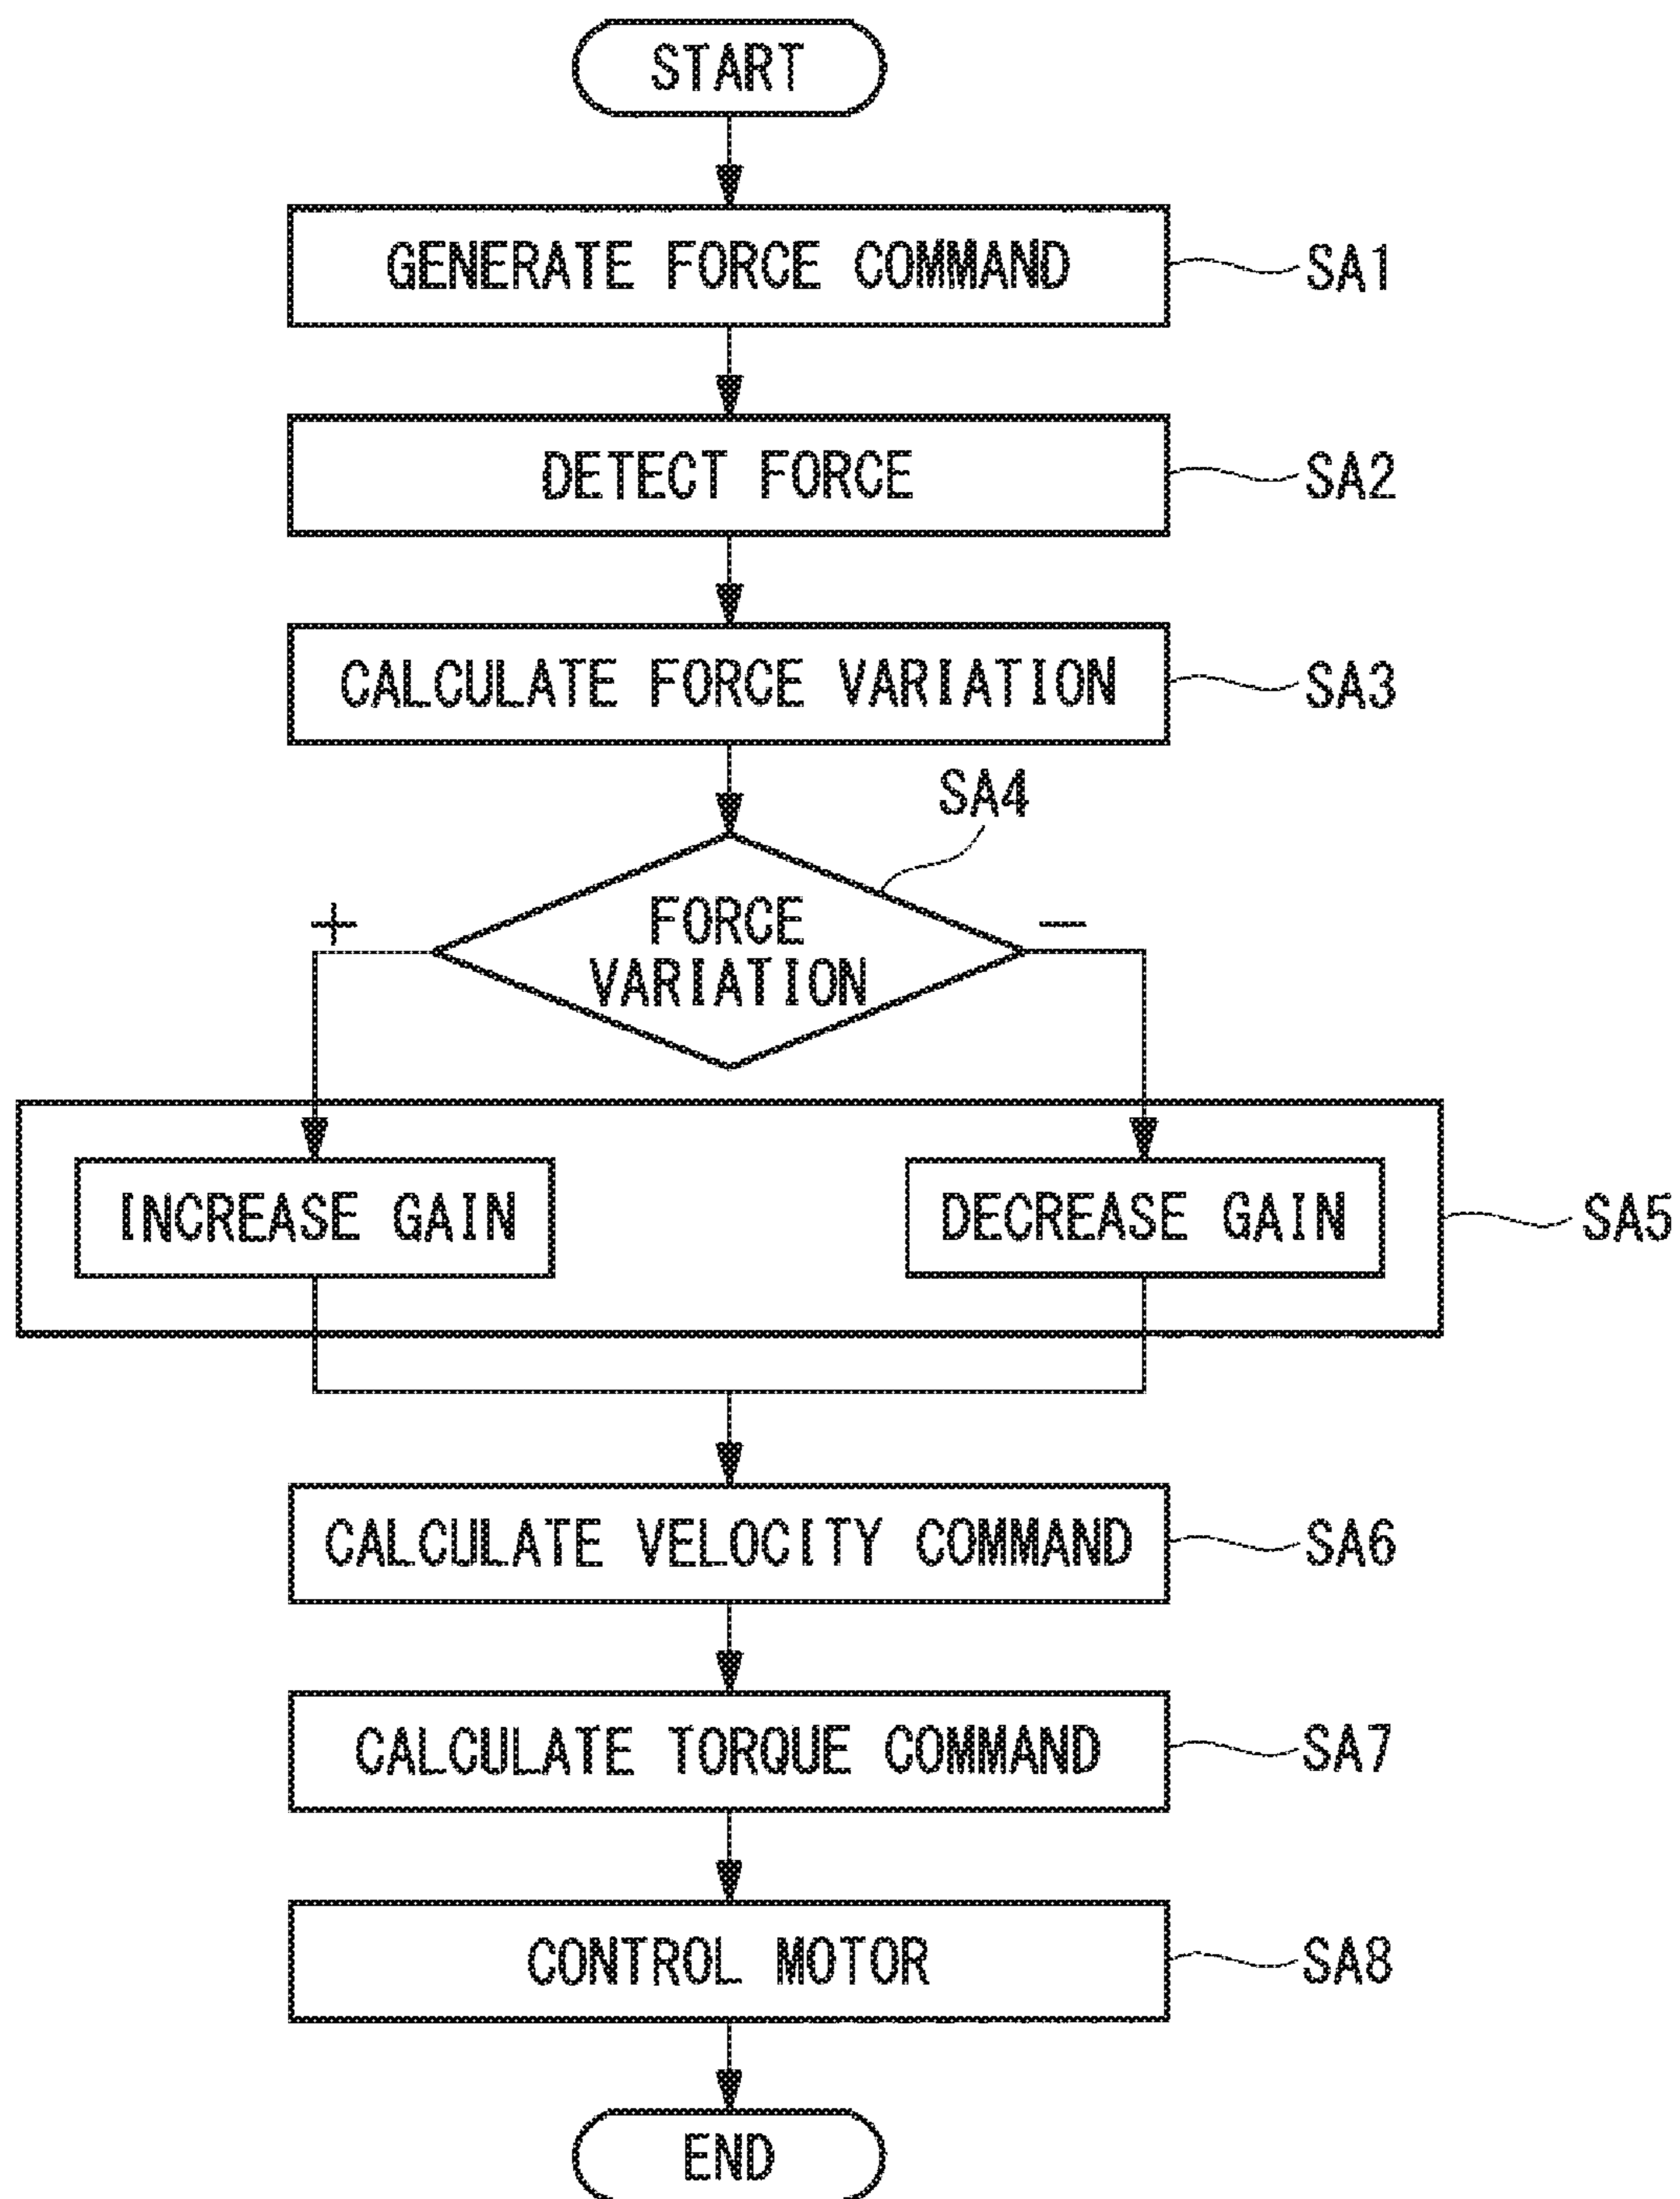 START
GENERATE FORCE COMMAND
SA1
DETECT FORCE
SA2
CALCULATE FORCE VARIATION
SA3
SA4
FORCE
VARIATION
+
−
INCREASE GAIN
DECREASE GAIN
SA5
CALCULATE VELOCITY COMMAND
SA6
CALCULATE TORQUE COMMAND
SA7
CONTROL MOTOR
SA8
END